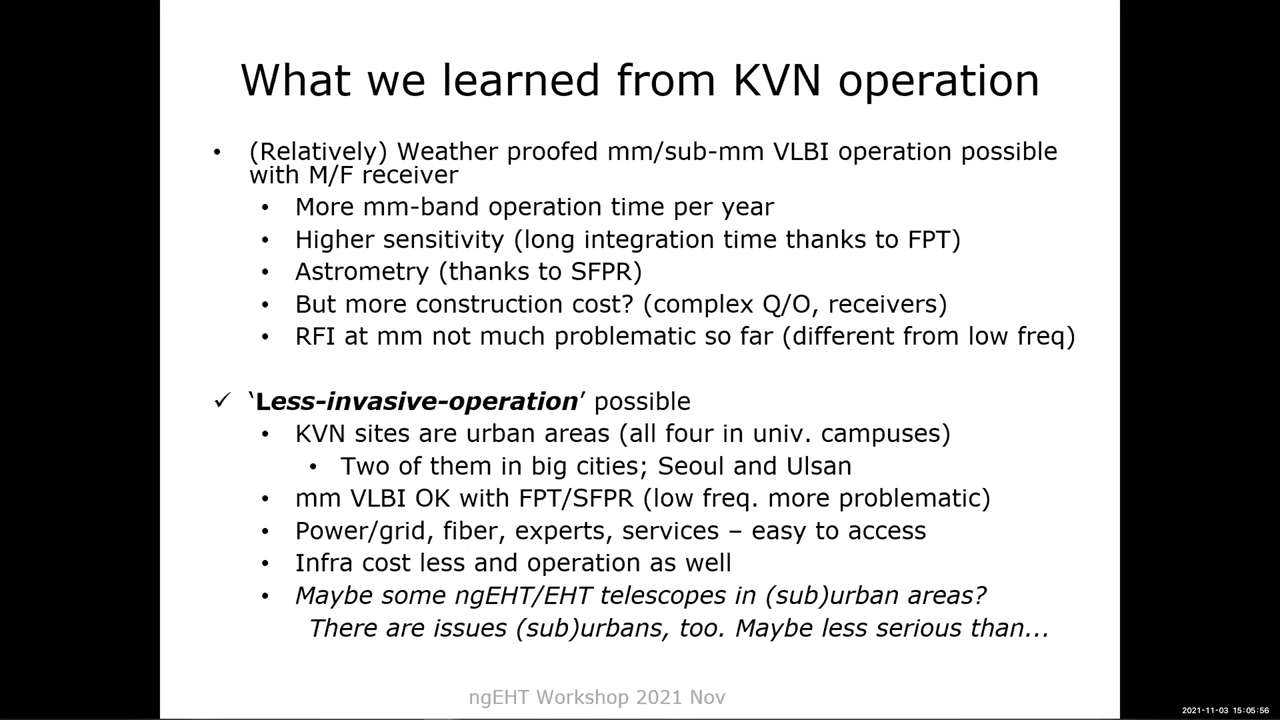 What we learned from KVN operation
• (Relatively) Weather proofed mm/sub-mm VLBI operation possible
with M/F receiver
• More mm-band operation time per year
• Higher sensitivity (long integration time thanks to FPT)
• Astrometry (thanks to SFPR)
• But more construction cost? (complex Q/O, receivers)
• RFI at mm not much problematic so far (different from low freq)
✓ ‘Less-invasive-operation’ possible
• KVN sites are urban areas (all four in univ. campuses)
• Two of them in big cities; Seoul and Ulsan
• mm VLBI OK with FPT/SFPR (low freq. more problematic)
• Power/grid, fiber, experts, services – easy to access
• Infra cost less and operation as well
• Maybe some ngEHT/EHT telescopes in (sub)urban areas?
There are issues (sub)urbans, too. Maybe less serious than...
ngEHT Workshop 2021 Nov
2021-11-03 15:05:56